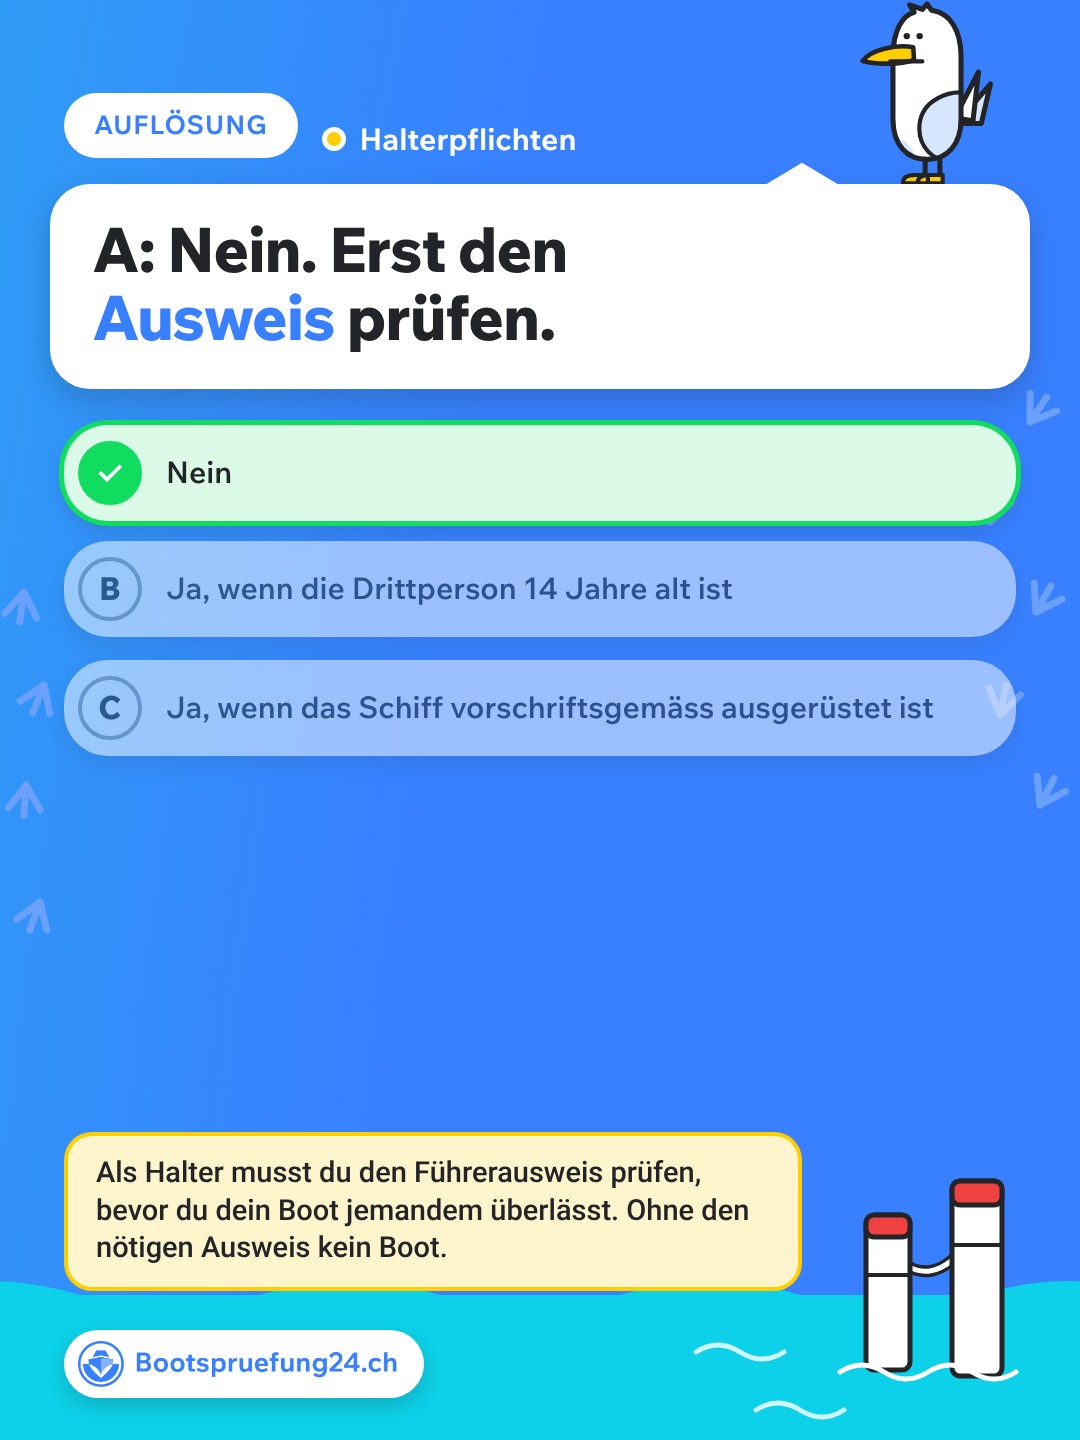 AUFLÖSUNG
Halterpflichten
A: Nein. Erst den
Ausweis prüfen.
Nein
B Ja, wenn die Drittperson 14 Jahre alt ist
C Ja, wenn das Schiff vorschriftsgemäss ausgerüstet ist
Als Halter musst du den Führerausweis prüfen,
bevor du dein Boot jemandem überlässt. Ohne den
nötigen Ausweis kein Boot.
Bootspruefung24.ch